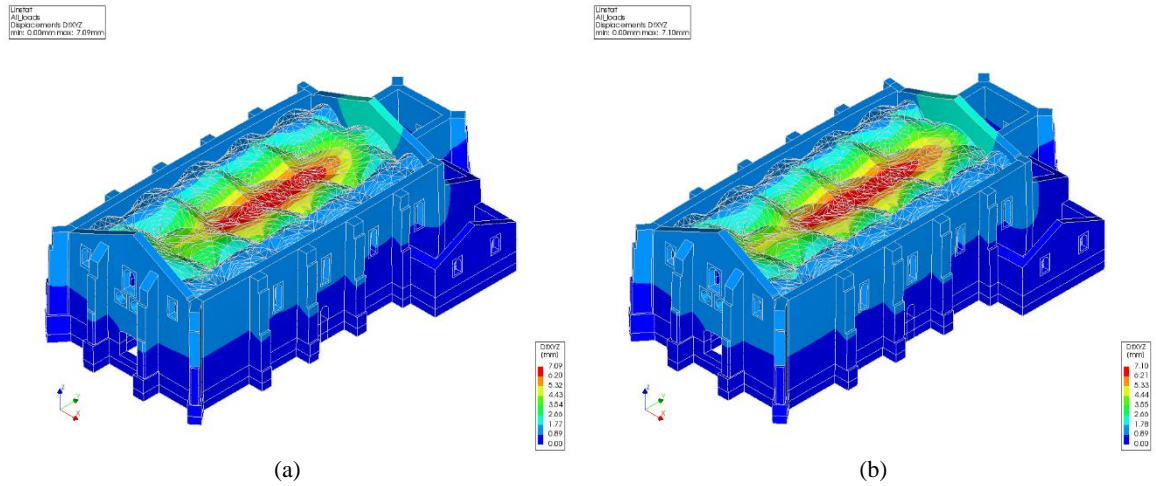 Linstat
All_loads
Displacements DtXYZ
min: 0.00mm max: 7.09mm
Z
Y
X
DtXYZ
(mm)
7.09
6.20
5.32
4.43
3.54
2.66
1.77
0.89
0.00
(a)
Linstat
All_loads
Displacements DtXYZ
min: 0.00mm max: 7.10mm
Z
Y
X
DtXYZ
(mm)
7.10
6.21
5.32
4.43
3.55
2.66
1.78
0.89
0.00
(b)